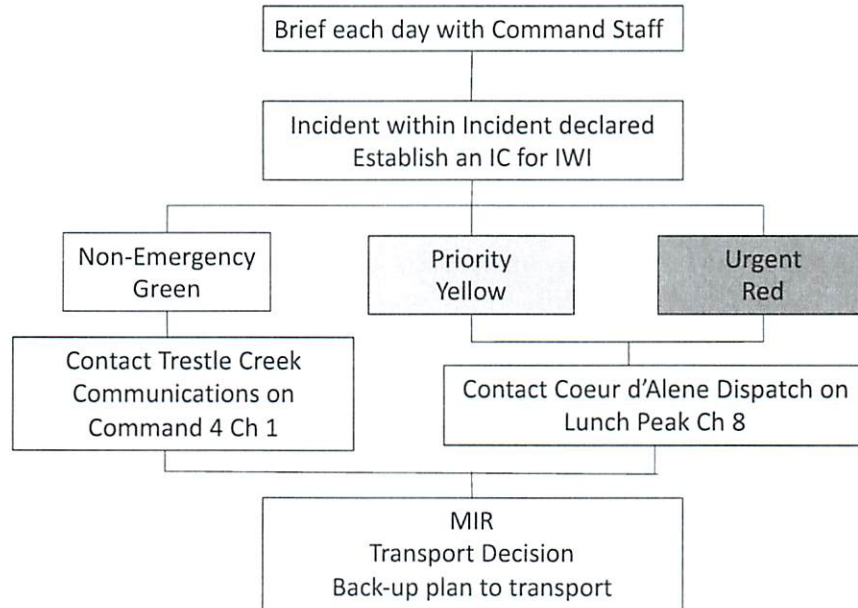 Brief each day with Command Staff
Incident within Incident declared
Establish an IC for IWI
Non-Emergency
Green
Priority
Yellow
Urgent
Red
Contact Trestle Creek
Communications on
Command 4 Ch 1
Contact Coeur d'Alene Dispatch on
Lunch Peak Ch 8
MIR
Transport Decision
Back-up plan to transport